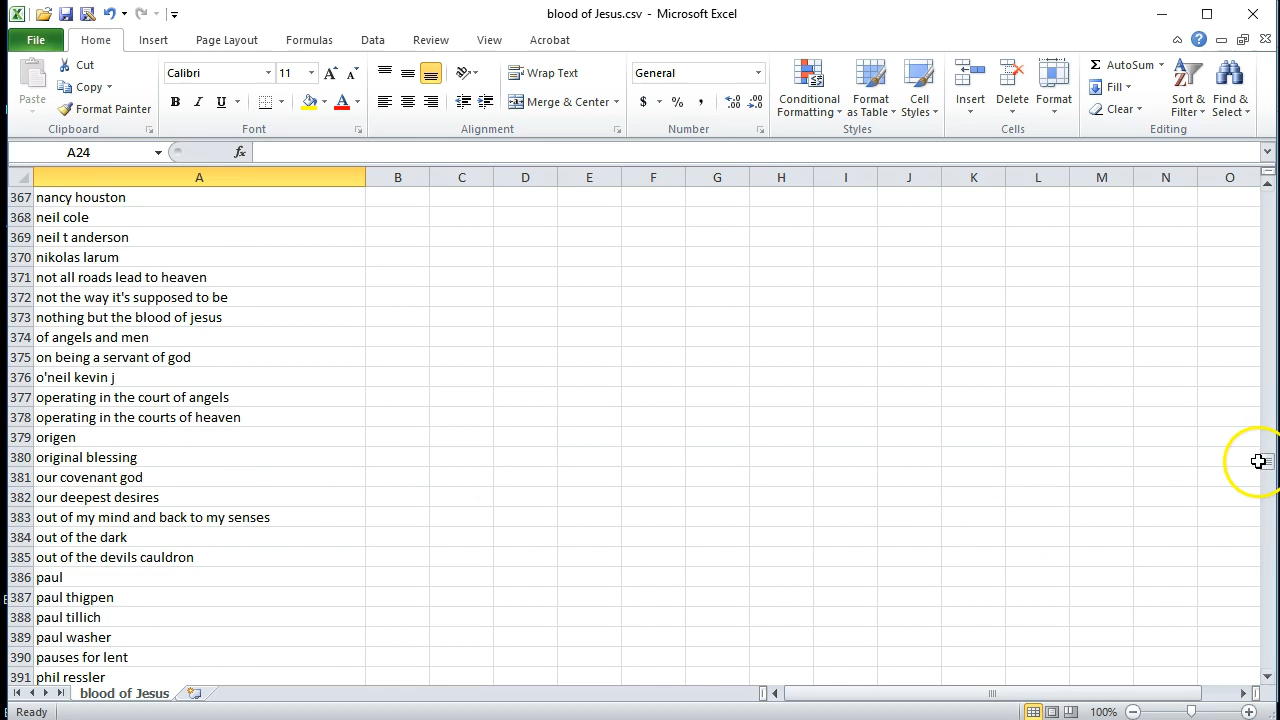 blood of Jesus.csv - Microsoft Excel
File Home Insert Page Layout Formulas Data Review View Acrobat
Paste
Cut
Copy
Format Painter
Clipboard
Calibri 11
B I U A
Font
Wrap Text
Merge & Center
Alignment
General
$ % ,
Number
Conditional Formatting
Format as Table
Cell Styles
Styles
Insert Delete Format
Cells
Σ AutoSum
Fill
Clear
Sort & Filter
Find & Select
Editing
A24 fx
A B C D E F G H I J K L M N O
367 nancy houston
368 neil cole
369 neil t anderson
370 nikolas larum
371 not all roads lead to heaven
372 not the way it's supposed to be
373 nothing but the blood of jesus
374 of angels and men
375 on being a servant of god
376 o'neil kevin j
377 operating in the court of angels
378 operating in the courts of heaven
379 origen
380 original blessing
381 our covenant god
382 our deepest desires
383 out of my mind and back to my senses
384 out of the dark
385 out of the devils cauldron
386 paul
387 paul thigpen
388 paul tillich
389 paul washer
390 pauses for lent
391 phil ressler
blood of Jesus
Ready 100%